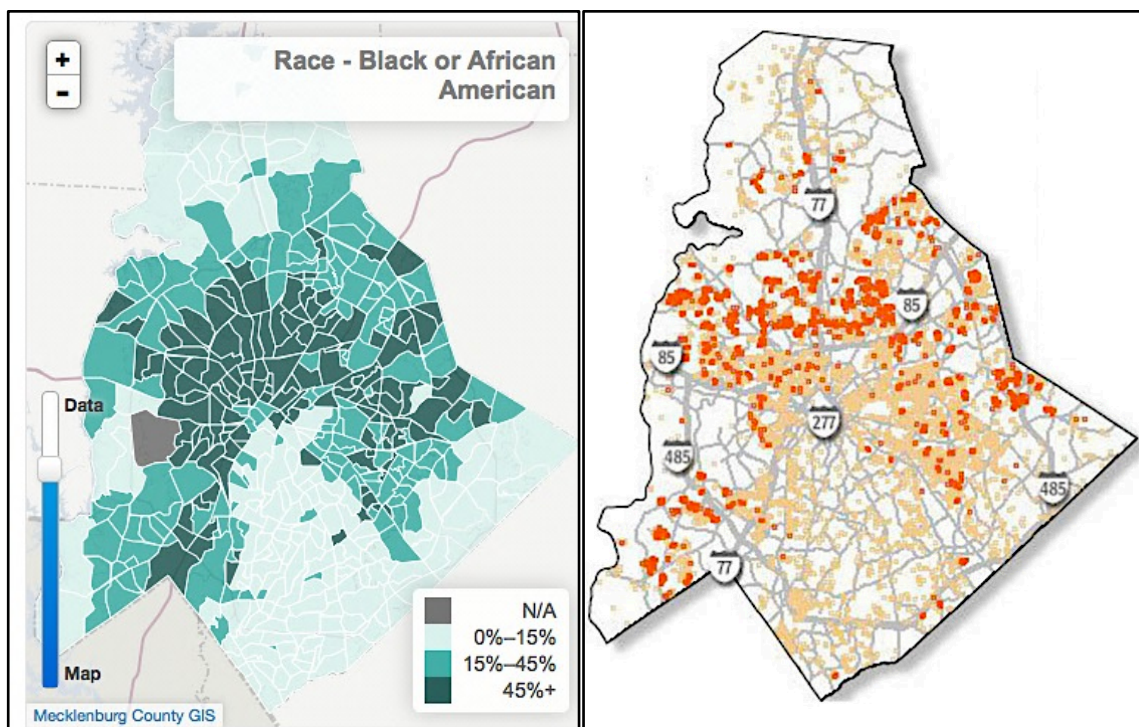 +
-
Race - Black or African
American
Data
Map
N/A
0%–15%
15%–45%
45%+
Mecklenburg County GIS
77
85
85
277
485
485
77